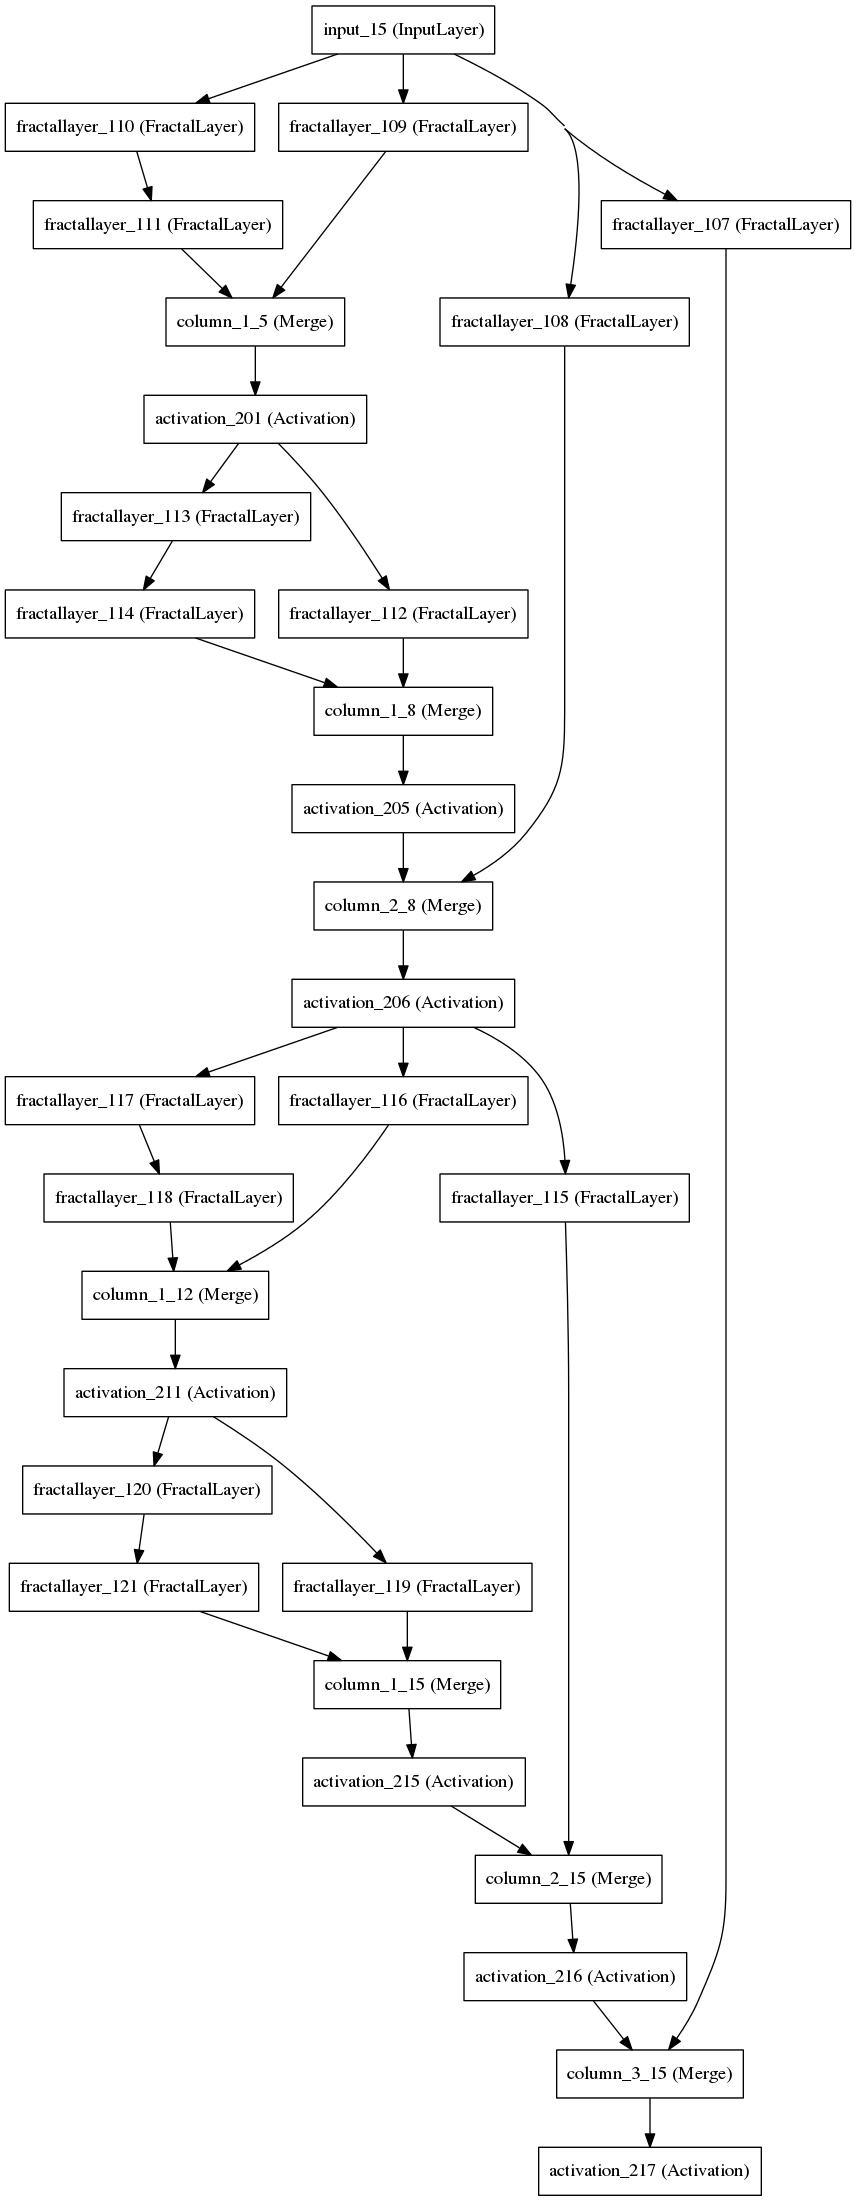 input_15 (InputLayer)
fractallayer_110 (FractalLayer)
fractallayer_109 (FractalLayer)
fractallayer_111 (FractalLayer)
fractallayer_107 (FractalLayer)
column_1_5 (Merge)
fractallayer_108 (FractalLayer)
activation_201 (Activation)
fractallayer_113 (FractalLayer)
fractallayer_114 (FractalLayer)
fractallayer_112 (FractalLayer)
column_1_8 (Merge)
activation_205 (Activation)
column_2_8 (Merge)
activation_206 (Activation)
fractallayer_117 (FractalLayer)
fractallayer_116 (FractalLayer)
fractallayer_118 (FractalLayer)
fractallayer_115 (FractalLayer)
column_1_12 (Merge)
activation_211 (Activation)
fractallayer_120 (FractalLayer)
fractallayer_121 (FractalLayer)
fractallayer_119 (FractalLayer)
column_1_15 (Merge)
activation_215 (Activation)
column_2_15 (Merge)
activation_216 (Activation)
column_3_15 (Merge)
activation_217 (Activation)